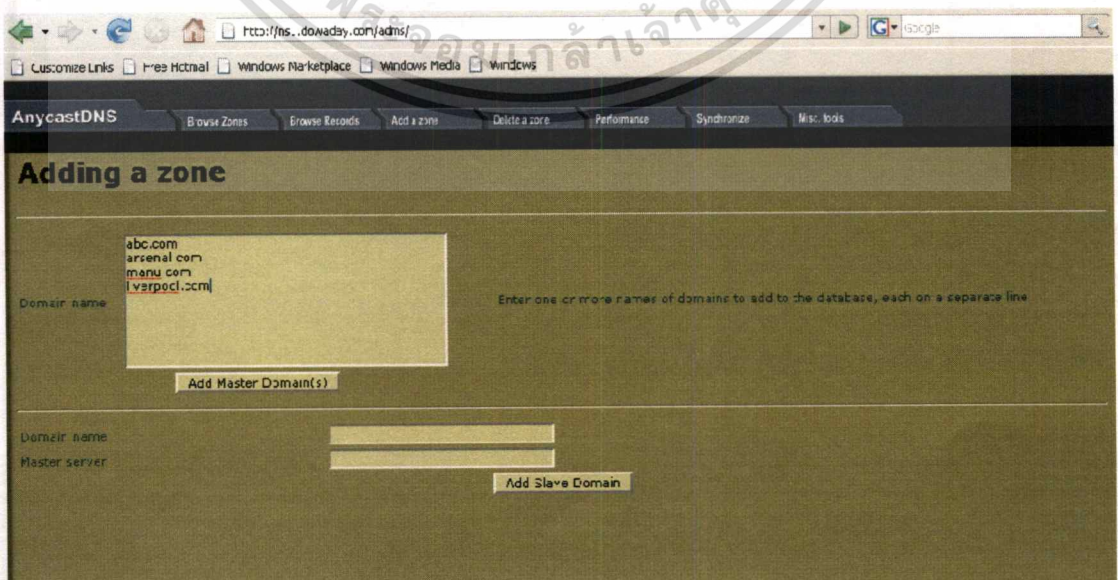 http://ns..dowaday.com/adms/
Google
Customize Links Free Hotmail Windows Marketplace Windows Media Windows
AnycastDNS Browse Zones Browse Records Add a zone Delete a zone Performance Synchronize Misc. tools
Adding a zone
Domain name
abc.com
arsenal.com
manu.com
liverpool.com
Enter one or more names of domains to add to the database, each on a separate line
Add Master Domain(s)
Domain name
Master server
Add Slave Domain